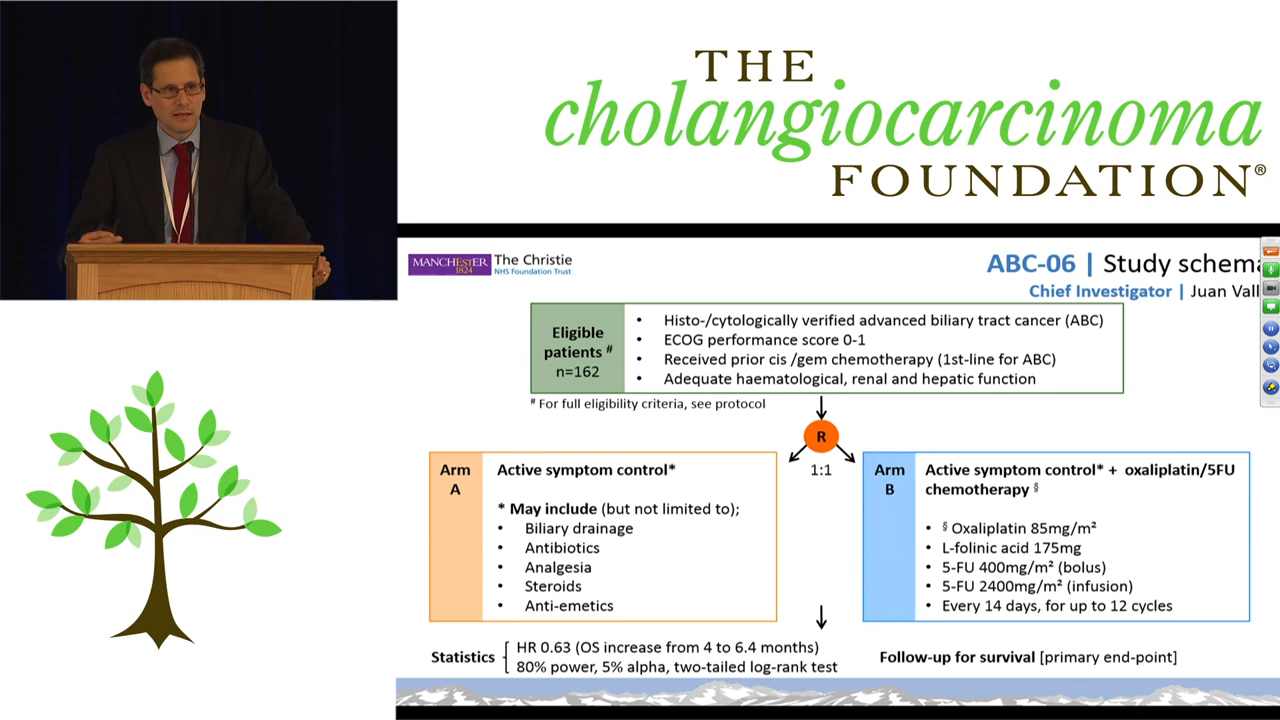 THE
cholangiocarcinoma
FOUNDATION®
MANCHESTER
1824
The Christie
NHS Foundation Trust
ABC-06 | Study schema
Chief Investigator | Juan Vall
Eligible
patients #
n=162
• Histo-/cytologically verified advanced biliary tract cancer (ABC)
• ECOG performance score 0-1
• Received prior cis /gem chemotherapy (1st-line for ABC)
• Adequate haematological, renal and hepatic function
# For full eligibility criteria, see protocol
R
1:1
Arm
A
Active symptom control*
* May include (but not limited to);
• Biliary drainage
• Antibiotics
• Analgesia
• Steroids
• Anti-emetics
Arm
B
Active symptom control* + oxaliplatin/5FU
chemotherapy §
• § Oxaliplatin 85mg/m²
• L-folinic acid 175mg
• 5-FU 400mg/m² (bolus)
• 5-FU 2400mg/m² (infusion)
• Every 14 days, for up to 12 cycles
Statistics
HR 0.63 (OS increase from 4 to 6.4 months)
80% power, 5% alpha, two-tailed log-rank test
Follow-up for survival [primary end-point]